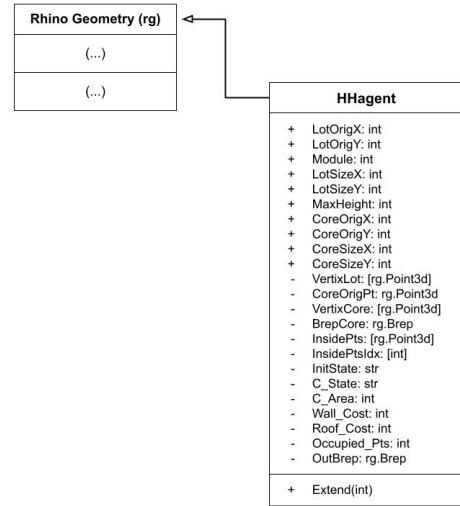 Rhino Geometry (rg)
(...)
(...)
HHagent
+ LotOrigX: int
+ LotOrigY: int
+ Module: int
+ LotSizeX: int
+ LotSizeY: int
+ MaxHeight: int
+ CoreOrigX: int
+ CoreOrigY: int
+ CoreSizeX: int
+ CoreSizeY: int
- VertixLot: [rg.Point3d]
- CoreOrigPt: rg.Point3d
- VertixCore: [rg.Point3d]
- BrepCore: rg.Brep
- InsidePts: [rg.Point3d]
- InsidePtsIdx: [int]
- InitState: str
- C_State: str
- C_Area: int
- Wall_Cost: int
- Roof_Cost: int
- Occupied_Pts: int
- OutBrep: rg.Brep
+ Extend(int)